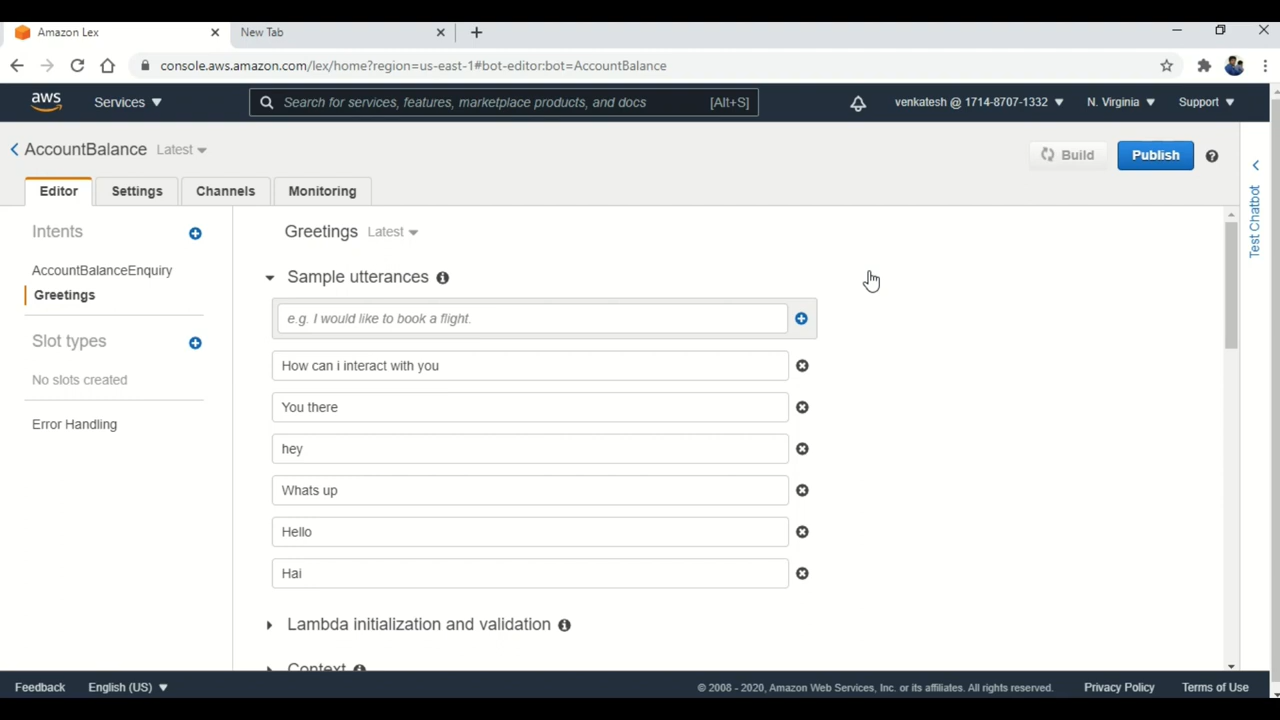 Amazon Lex
New Tab
console.aws.amazon.com/lex/home?region=us-east-1#bot-editor:bot=AccountBalance
aws
Services
Search for services, features, marketplace products, and docs [Alt+S]
venkatesh @ 1714-8707-1332
N. Virginia
Support
AccountBalance Latest
Build
Publish
Editor
Settings
Channels
Monitoring
Test Chatbot
Intents
AccountBalanceEnquiry
Greetings
Slot types
No slots created
Error Handling
Greetings Latest
Sample utterances
e.g. I would like to book a flight.
How can i interact with you
You there
hey
Whats up
Hello
Hai
Lambda initialization and validation
Context
Feedback
English (US)
© 2008 - 2020, Amazon Web Services, Inc. or its affiliates. All rights reserved.
Privacy Policy
Terms of Use